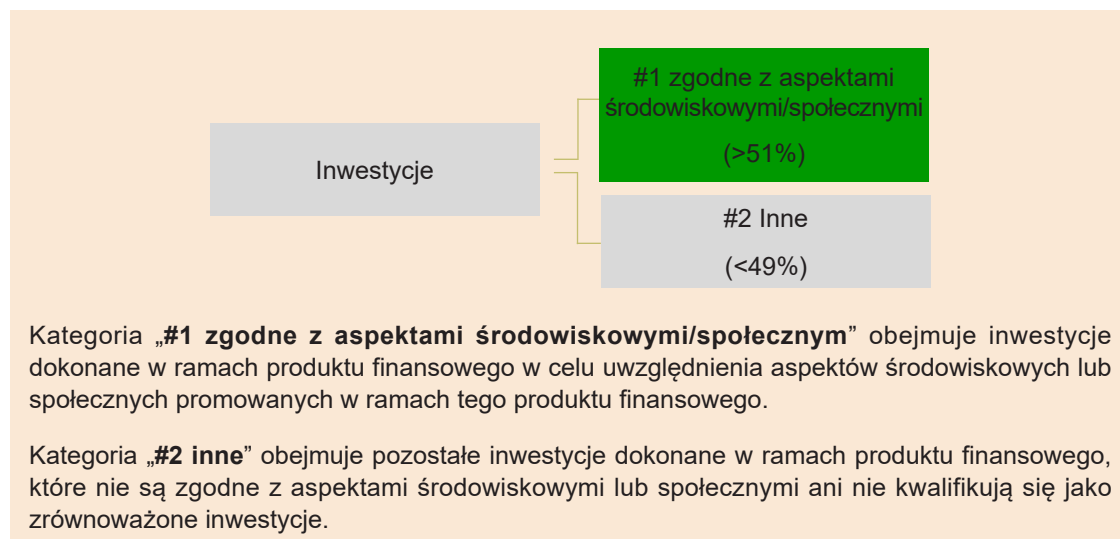 #1 zgodne z aspektami
środowiskowymi/społecznymi
(>51%)
Inwestycje
#2 Inne
(<49%)
Kategoria „#1 zgodne z aspektami środowiskowymi/społecznym” obejmuje inwestycje
dokonane w ramach produktu finansowego w celu uwzględnienia aspektów środowiskowych lub
społecznych promowanych w ramach tego produktu finansowego.
Kategoria „#2 inne” obejmuje pozostałe inwestycje dokonane w ramach produktu finansowego,
które nie są zgodne z aspektami środowiskowymi lub społecznymi ani nie kwalifikują się jako
zrównoważone inwestycje.